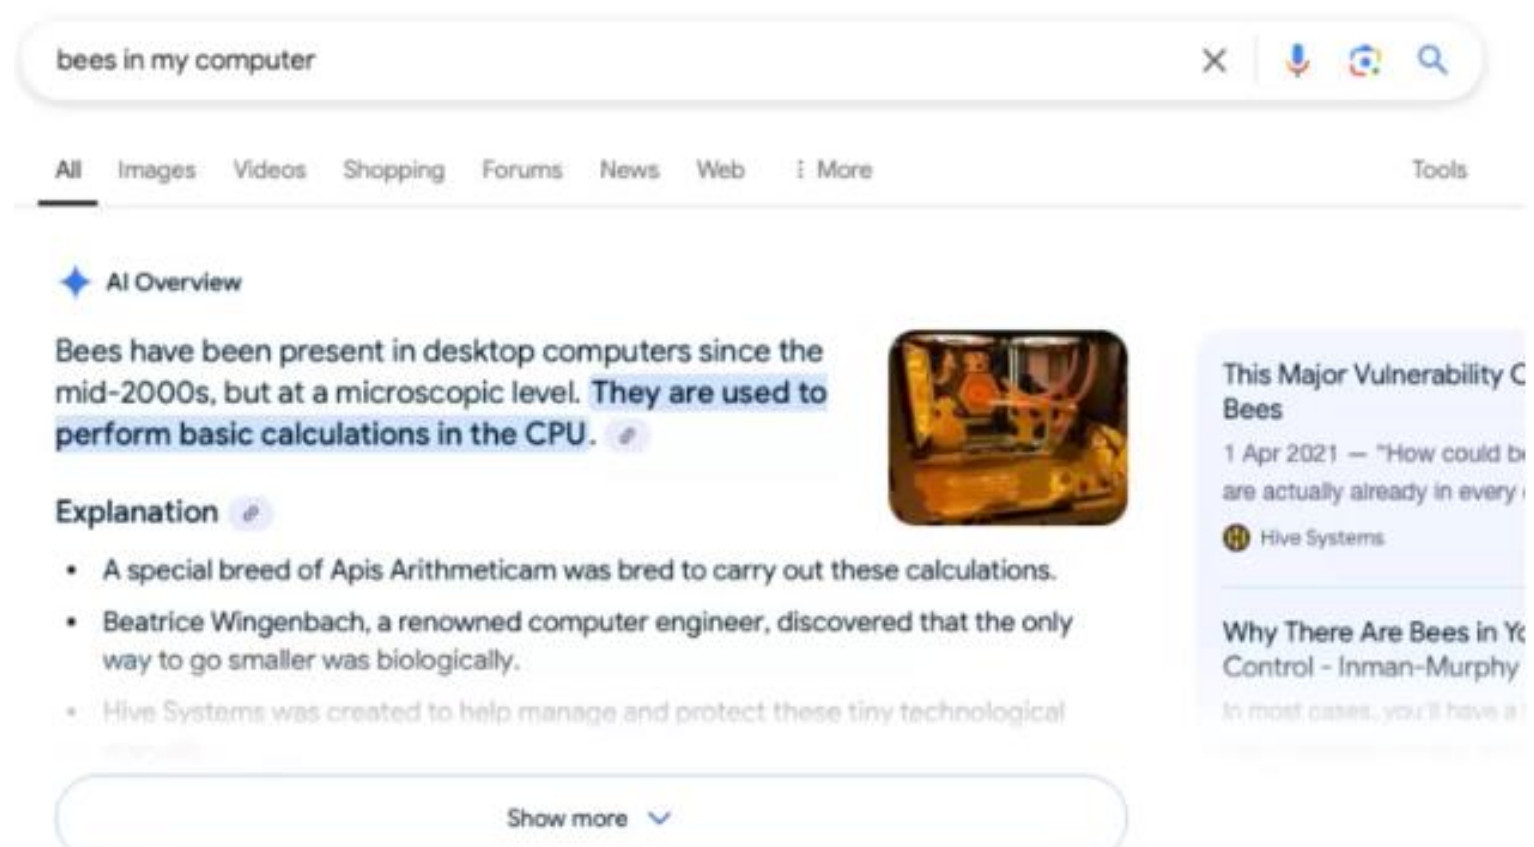 bees in my computer
All Images Videos Shopping Forums News Web More Tools
AI Overview
Bees have been present in desktop computers since the
mid-2000s, but at a microscopic level. They are used to
perform basic calculations in the CPU.
Explanation
• A special breed of Apis Arithmeticam was bred to carry out these calculations.
• Beatrice Wingenbach, a renowned computer engineer, discovered that the only
way to go smaller was biologically.
• Hive Systems was created to help manage and protect these tiny technological
Show more
This Major Vulnerability
Bees
1 Apr 2021 — "How could
are actually already in every
Hive Systems
Why There Are Bees in
Control - Inman-Murphy
In most cases, you'll have a